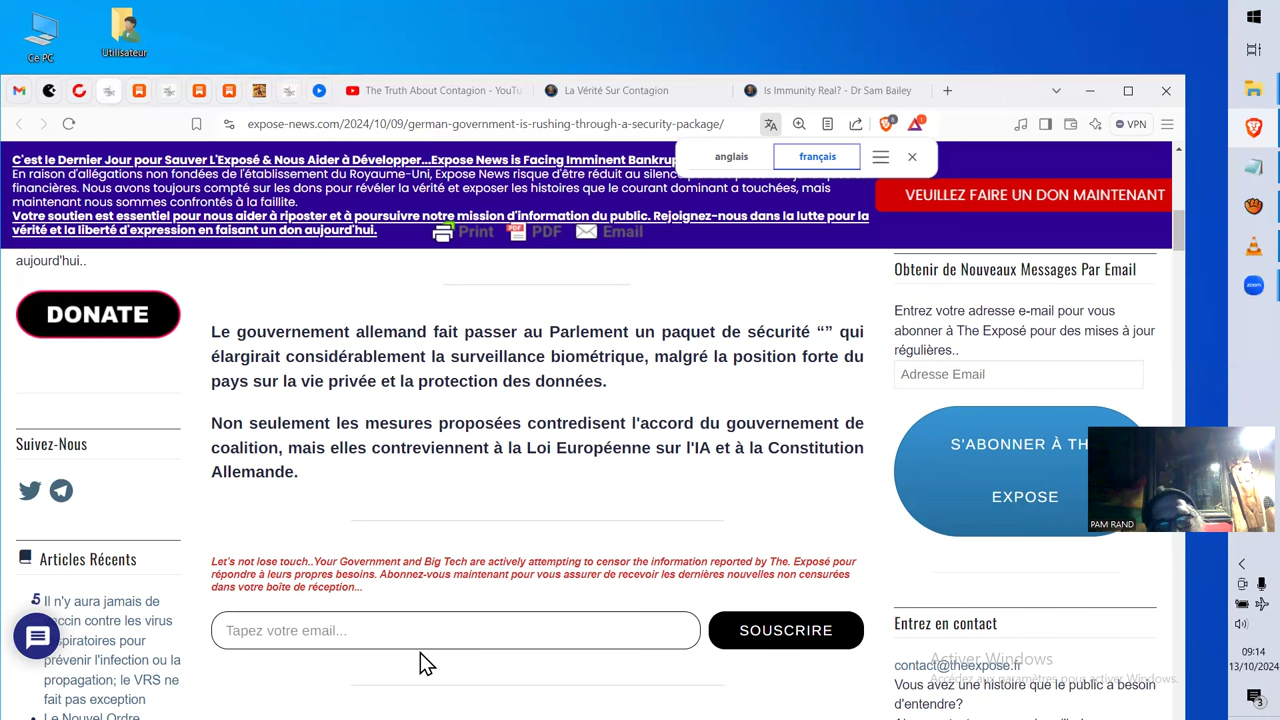 Ce PC
Utilisateur
The Truth About Contagion - YouTu
La Vérité Sur Contagion
Is Immunity Real? - Dr Sam Bailey
expose-news.com/2024/10/09/german-government-is-rushing-through-a-security-package/
8
1
VPN
anglais
français
C'est le Dernier Jour pour Sauver L'Exposé & Nous Aider à Développer...Expose News is Facing Imminent Bankrup
En raison d'allégations non fondées de l'établissement du Royaume-Uni, Expose News risque d'être réduit au silence
financières. Nous avons toujours compté sur les dons pour révéler la vérité et exposer les histoires que le courant dominant a touchées, mais
maintenant nous sommes confrontés à la faillite.
Votre soutien est essentiel pour nous aider à riposter et à poursuivre notre mission d'information du public. Rejoignez-nous dans la lutte pour la
vérité et la liberté d'expression en faisant un don aujourd'hui.
VEUILLEZ FAIRE UN DON MAINTENANT
Print PDF Email
aujourd'hui..
DONATE
Suivez-Nous
Articles Récents
5
Il n'y aura jamais de
vaccin contre les virus
respiratoires pour
prévenir l'infection ou la
propagation; le VRS ne
fait pas exception
Le Nouvel Ordre
Le gouvernement allemand fait passer au Parlement un paquet de sécurité “” qui
élargirait considérablement la surveillance biométrique, malgré la position forte du
pays sur la vie privée et la protection des données.
Non seulement les mesures proposées contredisent l'accord du gouvernement de
coalition, mais elles contreviennent à la Loi Européenne sur l'IA et à la Constitution
Allemande.
Let's not lose touch..Your Government and Big Tech are actively attempting to censor the information reported by The. Exposé pour
répondre à leurs propres besoins. Abonnez-vous maintenant pour vous assurer de recevoir les dernières nouvelles non censurées
dans votre boîte de réception...
Tapez votre email...
SOUSCRIRE
Obtenir de Nouveaux Messages Par Email
Entrez votre adresse e-mail pour vous
abonner à The Exposé pour des mises à jour
régulières..
Adresse Email
S'ABONNER À TH
EXPOSE
PAM RAND
Entrez en contact
contact@theexpose.fr
Vous avez une histoire que le public a besoin
d'entendre?
Activer Windows
Accédez aux paramètres pour activer Windows.
zoom
09:14
13/10/2024
3